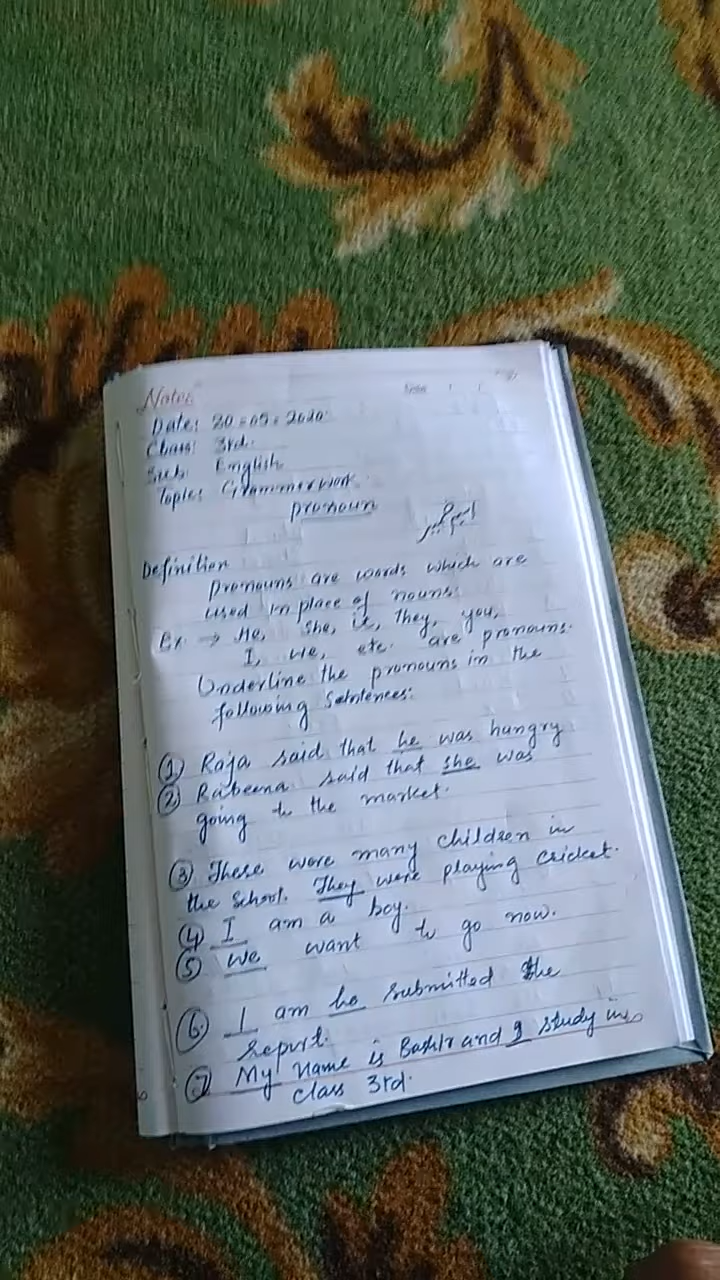 Notes
Date: 20-05-2020
Class: 3rd.
Sub: English
Topic: Grammerwork
pronoun
Definition
Pronouns are words which are
used in place of nouns.
Ex → He, She, it, They, you,
I, we, etc. are pronouns.
Underline the pronouns in the
following Sentences:
(1) Raja said that he was hungry
(2) Rabeena said that she was
going to the market.
(3) There were many children in
the School. They were playing cricket.
(4) I am a boy.
(5) we want to go now.
(6) I am he submitted the
report.
(7) My Name is Bashir and I study in
class 3rd.